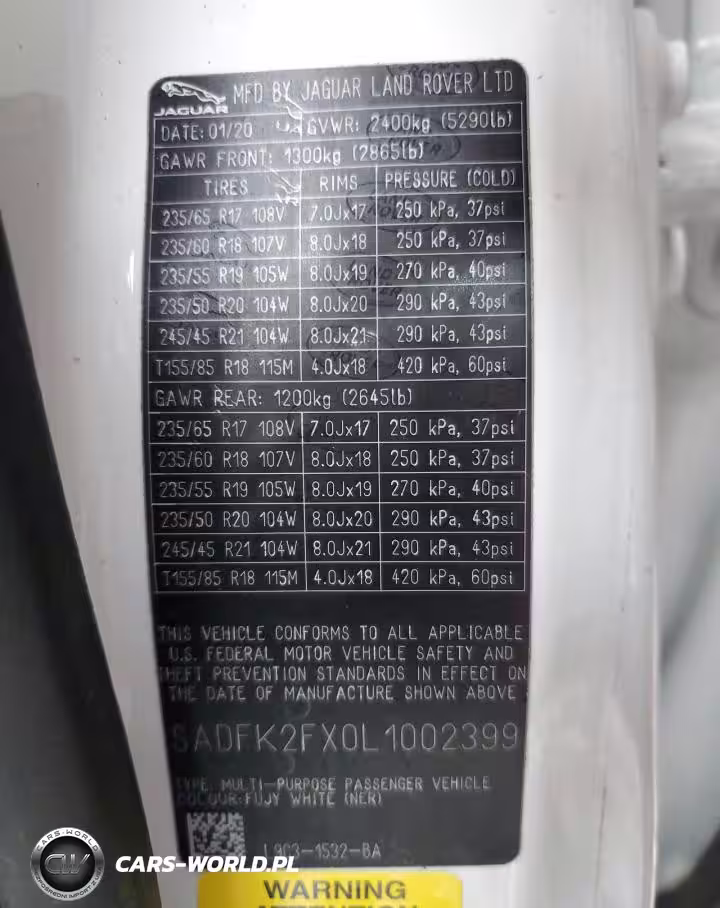 JAGUAR MFD BY JAGUAR LAND ROVER LTD
DATE: 01/20 GVWR: 2400kg (5290lb)
GAWR FRONT: 1300kg (2865lb)
TIRES RIMS PRESSURE (COLD)
235/65 R17 108V 7.0Jx17 250 kPa, 37psi
235/60 R18 107V 8.0Jx18 250 kPa, 37psi
235/55 R19 105W 8.0Jx19 270 kPa, 40psi
235/50 R20 104W 8.0Jx20 290 kPa, 43psi
245/45 R21 104W 8.0Jx21 290 kPa, 43psi
T155/85 R18 115M 4.0Jx18 420 kPa, 60psi
GAWR REAR: 1200kg (2645lb)
235/65 R17 108V 7.0Jx17 250 kPa, 37psi
235/60 R18 107V 8.0Jx18 250 kPa, 37psi
235/55 R19 105W 8.0Jx19 270 kPa, 40psi
235/50 R20 104W 8.0Jx20 290 kPa, 43psi
245/45 R21 104W 8.0Jx21 290 kPa, 43psi
T155/85 R18 115M 4.0Jx18 420 kPa, 60psi
THIS VEHICLE CONFORMS TO ALL APPLICABLE
U.S. FEDERAL MOTOR VEHICLE SAFETY AND
THEFT PREVENTION STANDARDS IN EFFECT ON
THE DATE OF MANUFACTURE SHOWN ABOVE
SADFK2FX0L1002399
TYPE: MULTI-PURPOSE PASSENGER VEHICLE
COLOUR:FUJY WHITE (NER)
L9C3-1532-BA
CARS-WORLD.PL
WARNING